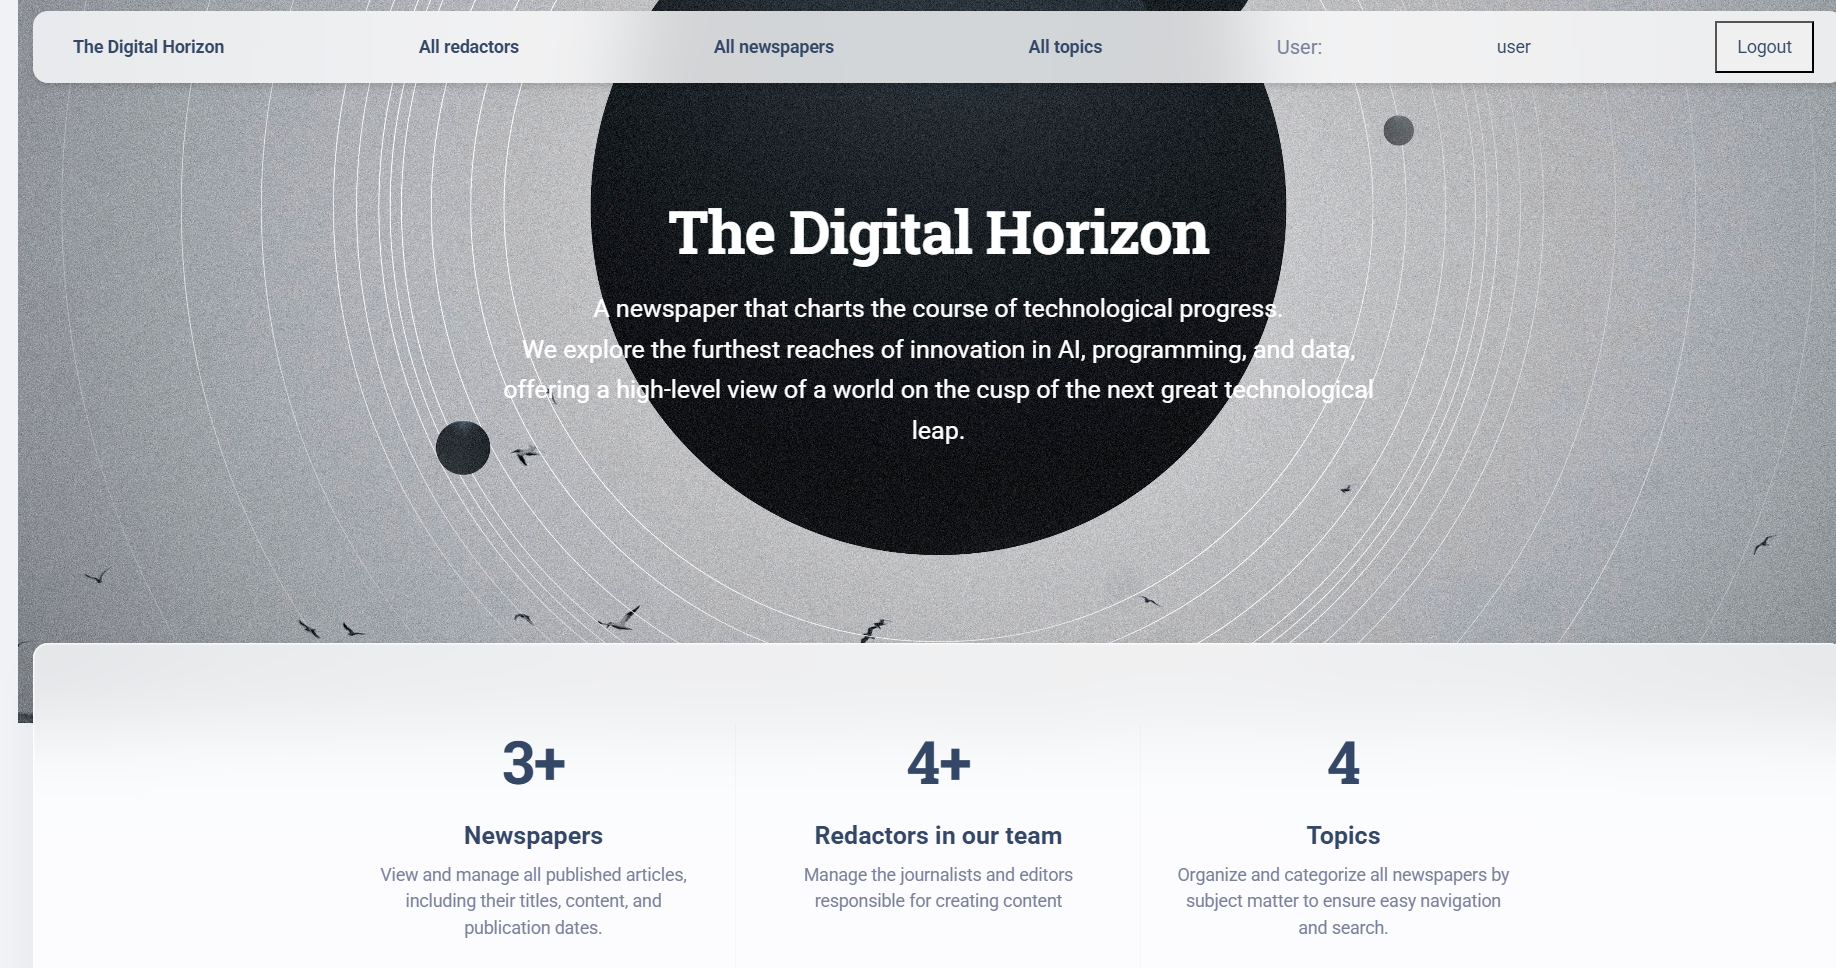 The Digital Horizon All redactors All newspapers All topics User: user Logout
The Digital Horizon
A newspaper that charts the course of technological progress.
We explore the furthest reaches of innovation in AI, programming, and data,
offering a high-level view of a world on the cusp of the next great technological
leap.
3+
Newspapers
View and manage all published articles,
including their titles, content, and
publication dates.
4+
Redactors in our team
Manage the journalists and editors
responsible for creating content
4
Topics
Organize and categorize all newspapers by
subject matter to ensure easy navigation
and search.